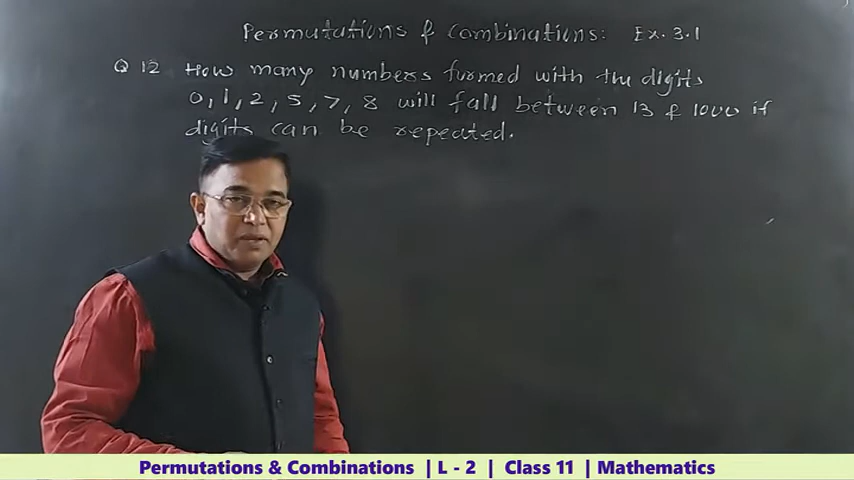 Permutations & Combinations: Ex. 3.1
Q 12 How many numbers formed with the digits
0, 1, 2, 5, 7, 8 will fall between 13 & 1000 if
digits can be repeated.
Permutations & Combinations | L - 2 | Class 11 | Mathematics